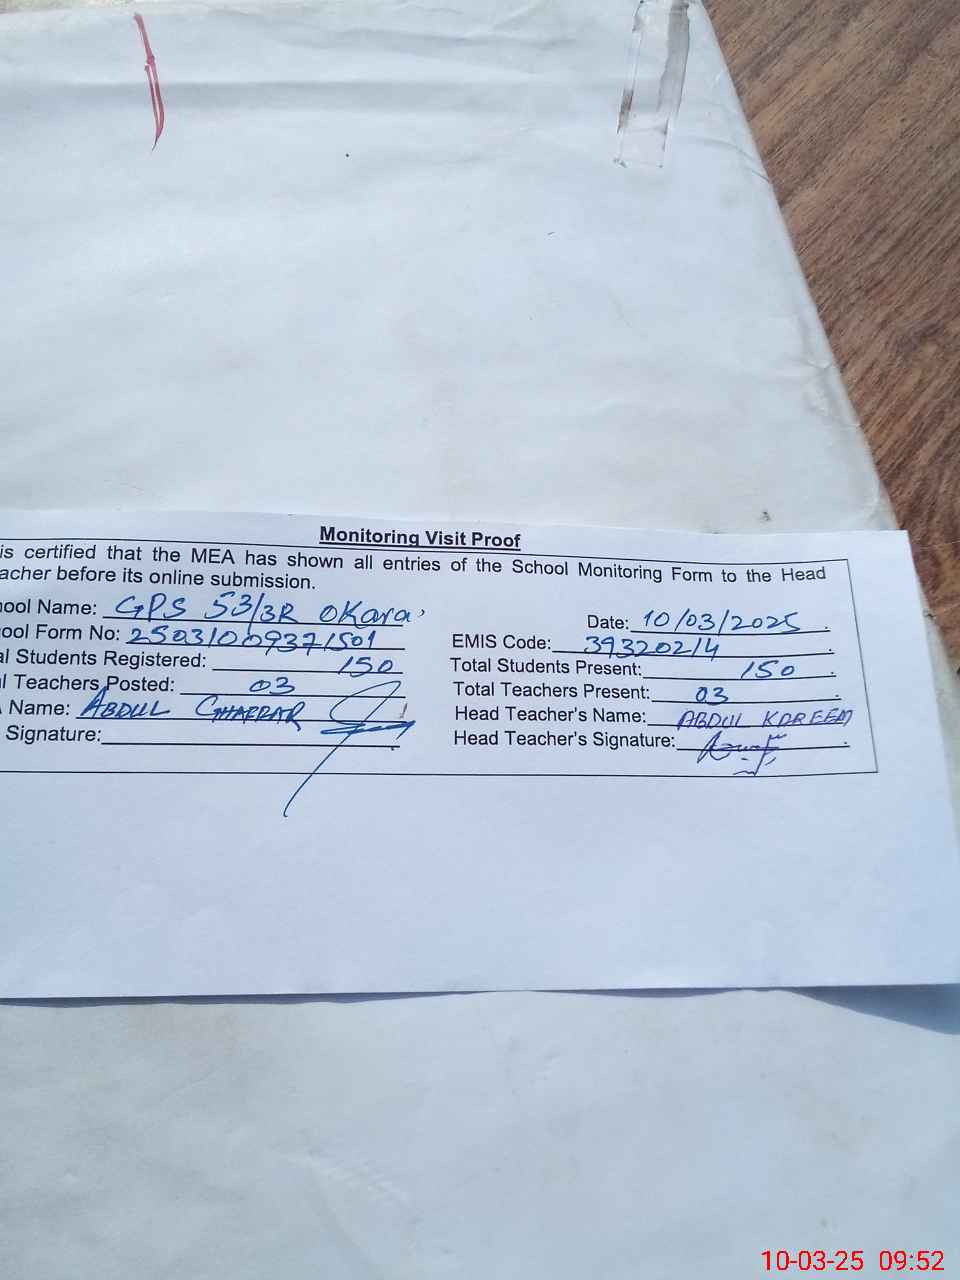 Monitoring Visit Proof
is certified that the MEA has shown all entries of the School Monitoring Form to the Head
acher before its online submission.
ool Name: GPS 53/3R Okara Date: 10/03/2025
ool Form No: 25031009371501 EMIS Code: 39320214
al Students Registered: 150 Total Students Present: 150
l Teachers Posted: 03 Total Teachers Present: 03
Name: ABDUL GHAFFAR Head Teacher's Name: ABDUL KAREEM
Signature: Head Teacher's Signature:
10-03-25 09:52